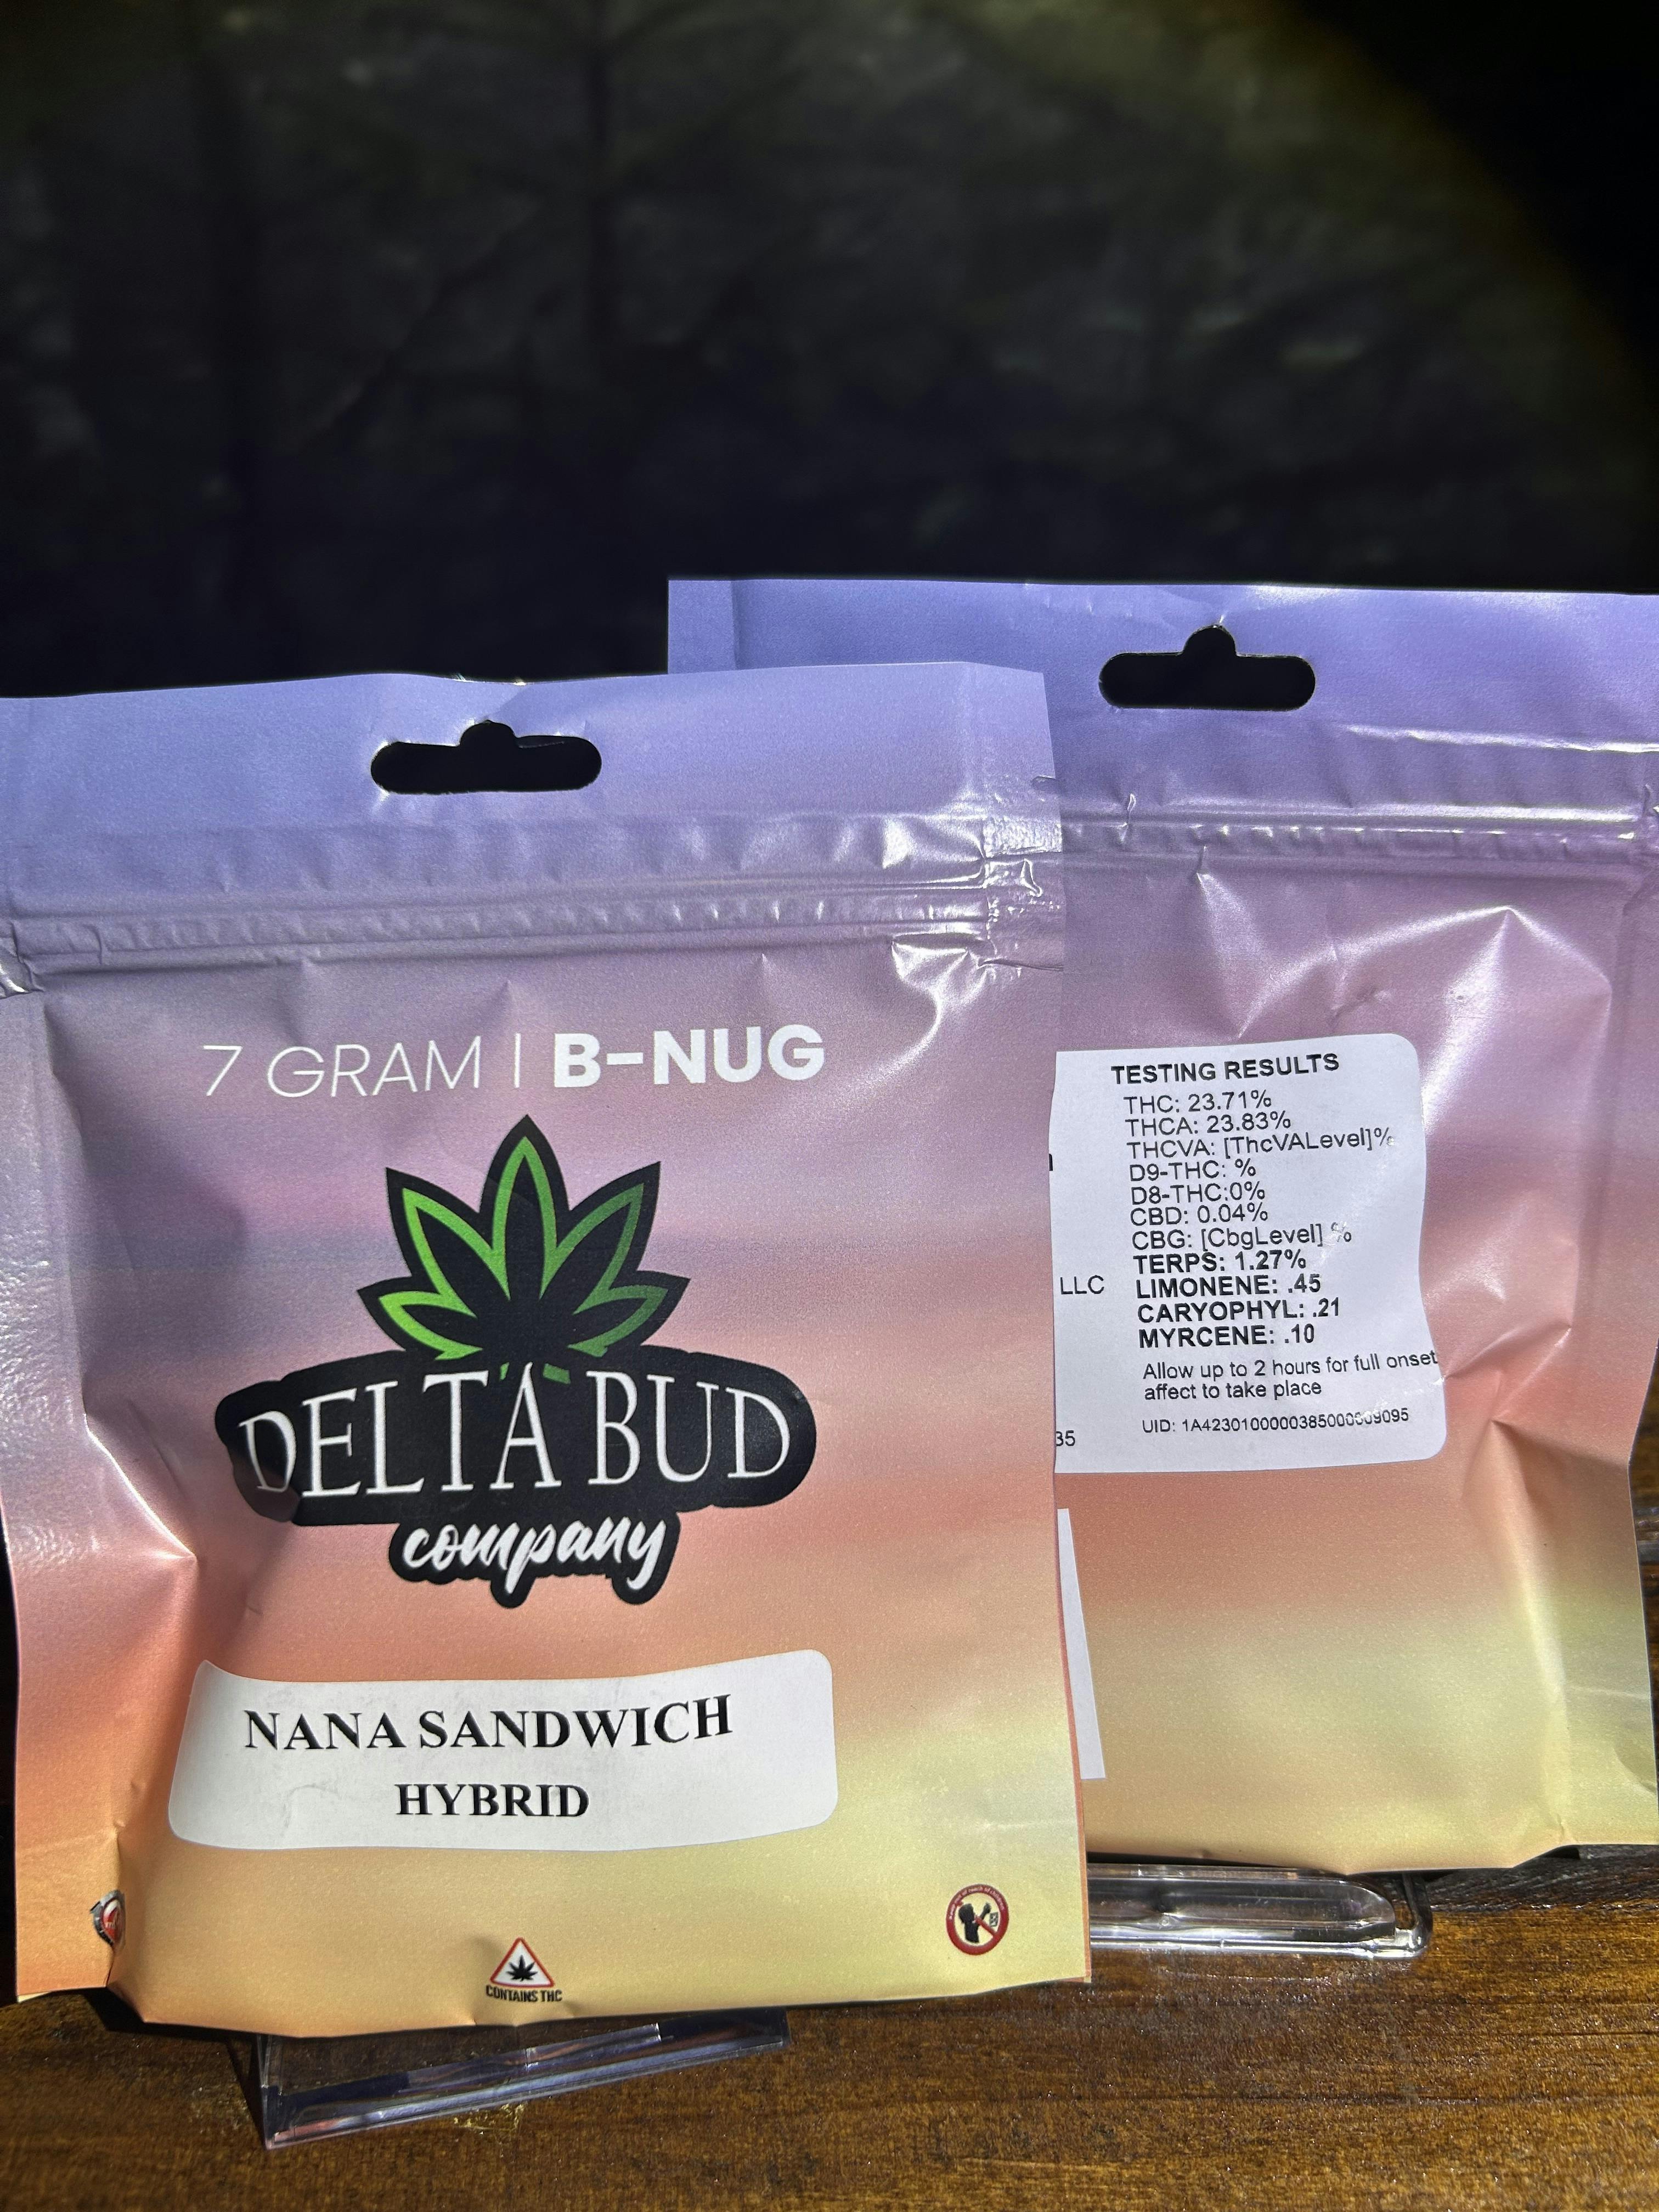 7 GRAM | B-NUG
DELTA BUD
company
NANA SANDWICH
HYBRID
CONTAINS THC
TESTING RESULTS
THC: 23.71%
THCA: 23.83%
THCVA: [ThcVALevel]%
D9-THC: %
D8-THC:0%
CBD: 0.04%
CBG: [CbgLevel] %
TERPS: 1.27%
LIMONENE: .45
CARYOPHYL: .21
MYRCENE: .10
Allow up to 2 hours for full onset
affect to take place
LLC
35